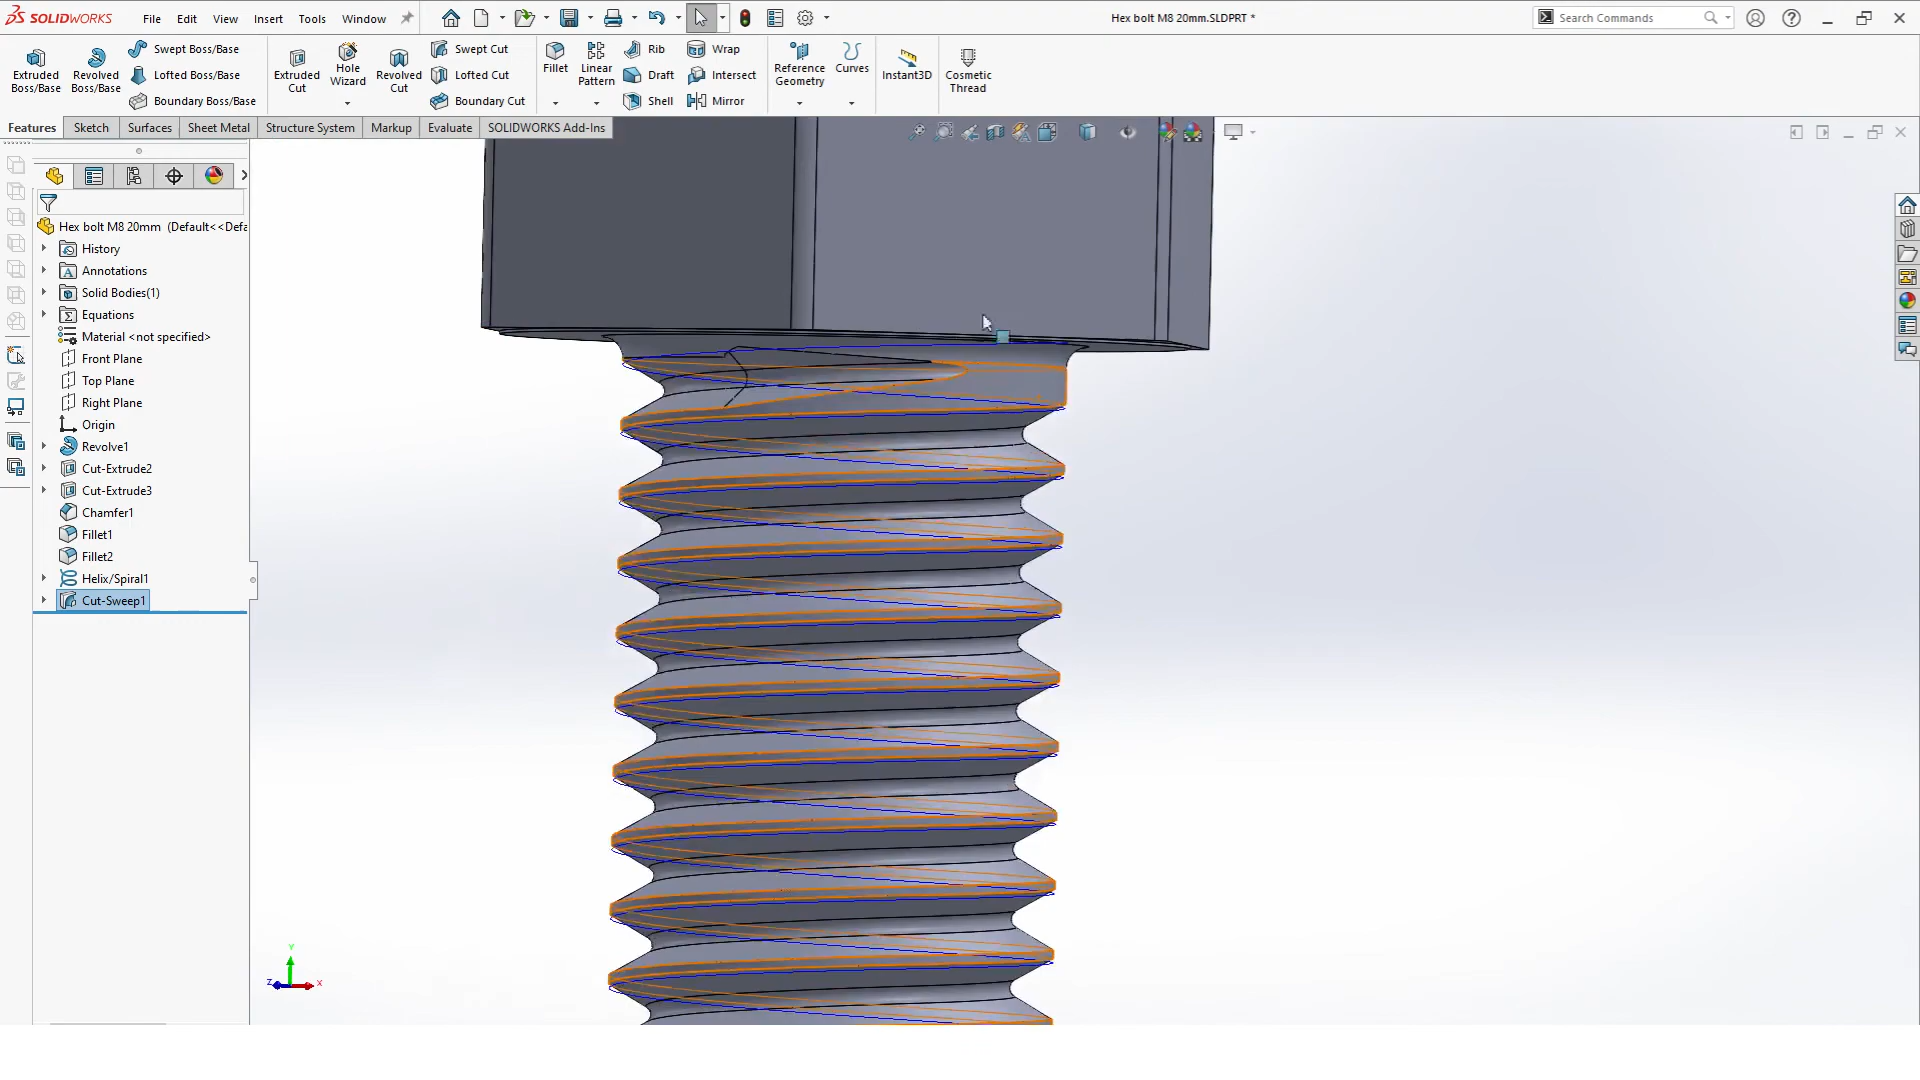 SOLIDWORKS
File
Edit
View
Insert
Tools
Window
Hex bolt M8 20mm.SLDPRT *
Search Commands
Extruded Boss/Base
Revolved Boss/Base
Swept Boss/Base
Lofted Boss/Base
Boundary Boss/Base
Extruded Cut
Hole Wizard
Revolved Cut
Swept Cut
Lofted Cut
Boundary Cut
Fillet
Linear Pattern
Rib
Draft
Shell
Wrap
Intersect
Mirror
Reference Geometry
Curves
Instant3D
Cosmetic Thread
Features
Sketch
Surfaces
Sheet Metal
Structure System
Markup
Evaluate
SOLIDWORKS Add-Ins
Hex bolt M8 20mm (Default<<Defa
History
Annotations
Solid Bodies(1)
Equations
Material <not specified>
Front Plane
Top Plane
Right Plane
Origin
Revolve1
Cut-Extrude2
Cut-Extrude3
Chamfer1
Fillet1
Fillet2
Helix/Spiral1
Cut-Sweep1
Y
Z
X